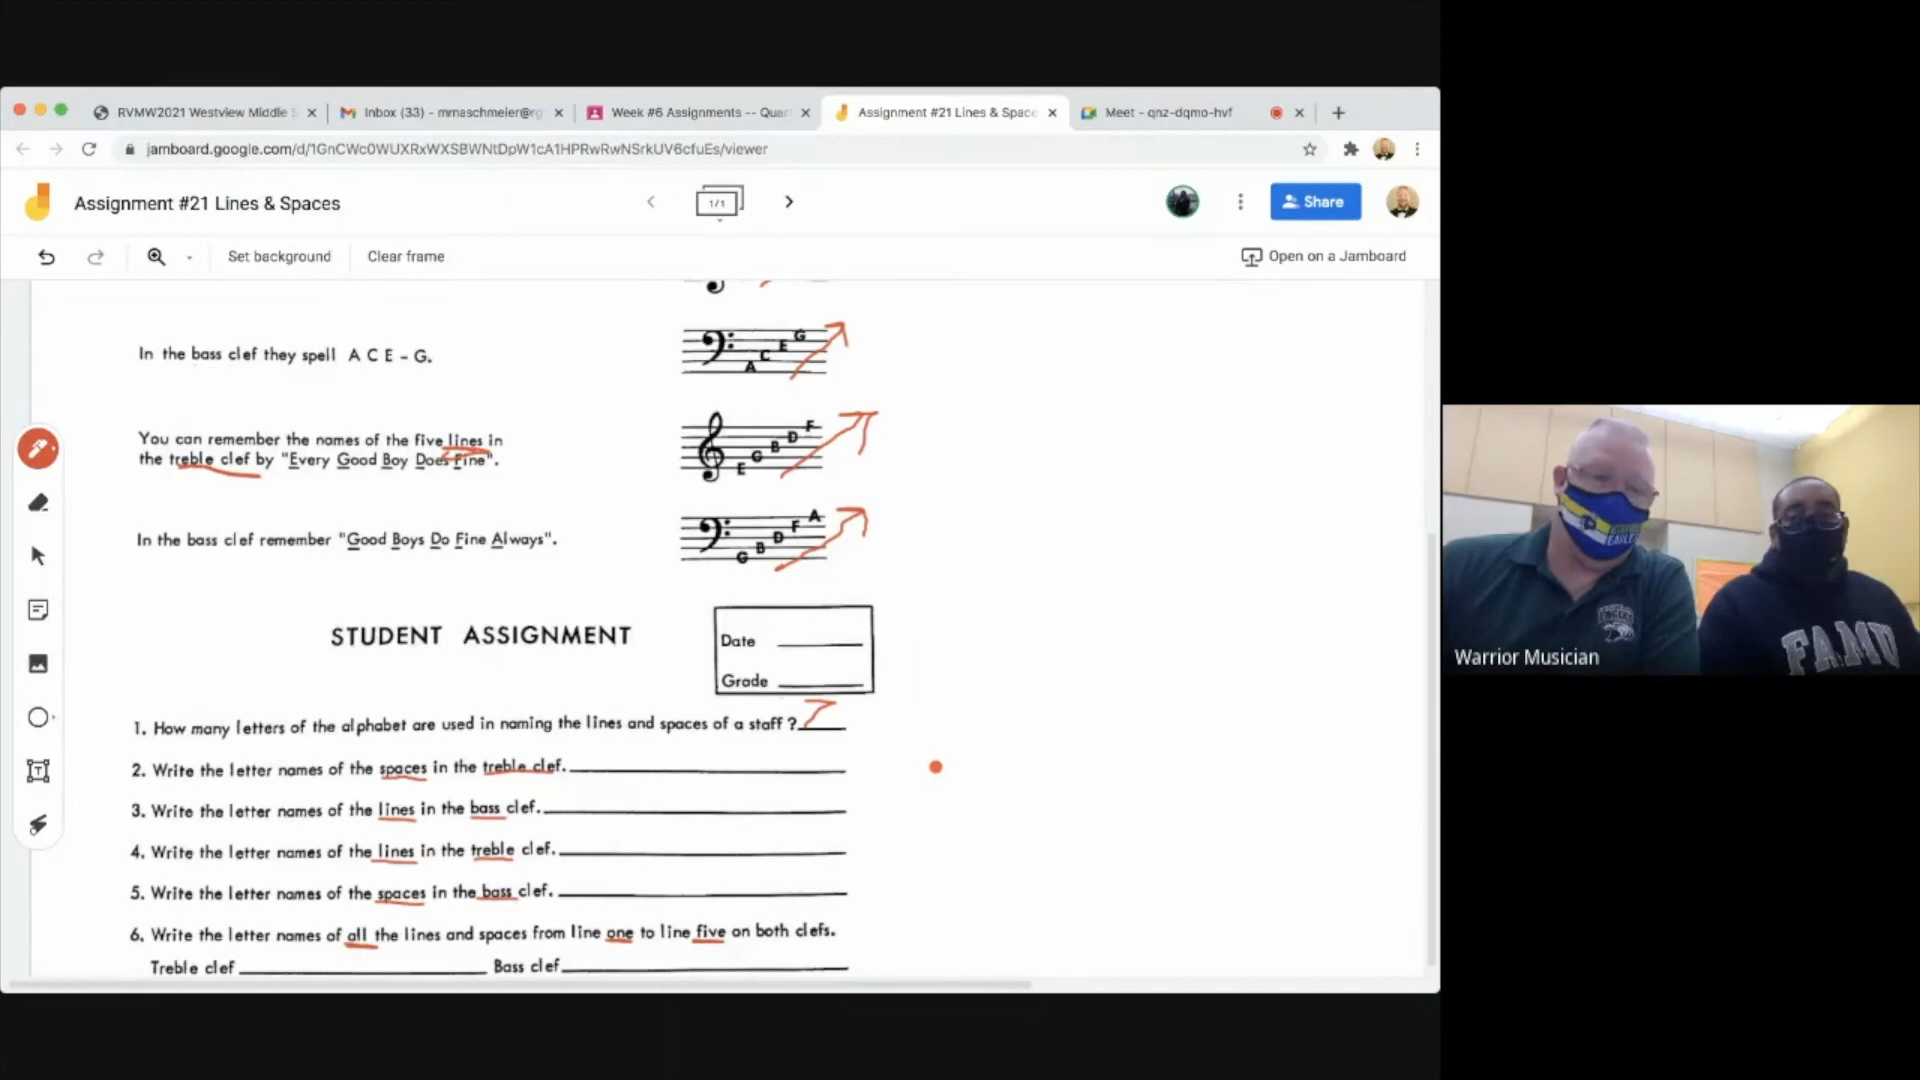 RVMW2021 Westview Middle S
Inbox (33) - mmaschmeier@rg
Week #6 Assignments -- Quar
Assignment #21 Lines & Space
Meet - qnz-dqmo-hvf
jamboard.google.com/d/1GnCWc0WUXRxWXSBWNtDpW1cA1HPRwRwNSrkUV6cfuEs/viewer
Assignment #21 Lines & Spaces
1/1
Share
Set background
Clear frame
Open on a Jamboard
In the bass clef they spell A C E - G.
A C E G
You can remember the names of the five lines in
the treble clef by "Every Good Boy Does Fine".
E G B D F
In the bass clef remember "Good Boys Do Fine Always".
G B D F A
STUDENT ASSIGNMENT
Date
Grade
1. How many letters of the alphabet are used in naming the lines and spaces of a staff? 7
2. Write the letter names of the spaces in the treble clef.
3. Write the letter names of the lines in the bass clef.
4. Write the letter names of the lines in the treble clef.
5. Write the letter names of the spaces in the bass clef.
6. Write the letter names of all the lines and spaces from line one to line five on both clefs.
Treble clef Bass clef
EAGLES
FAMU
Warrior Musician